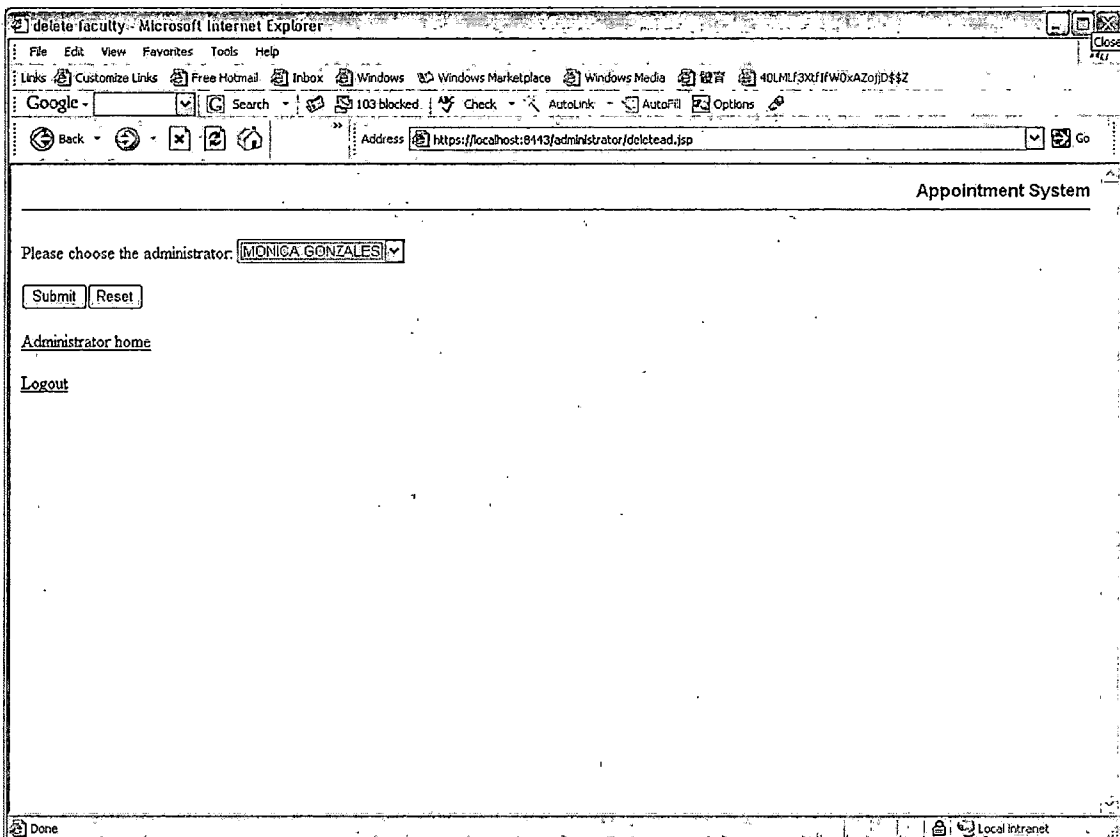 delete faculty - Microsoft Internet Explorer
Close
File Edit View Favorites Tools Help
Links Customize Links Free Hotmail Inbox Windows Windows Marketplace Windows Media
Google Search 103 blocked Check AutoLink AutoFill Options
Back » Address https://localhost:8443/administrator/deletead.jsp Go
Appointment System
Please choose the administrator: MONICA GONZALES
Submit Reset
Administrator home
Logout
Done Local intranet